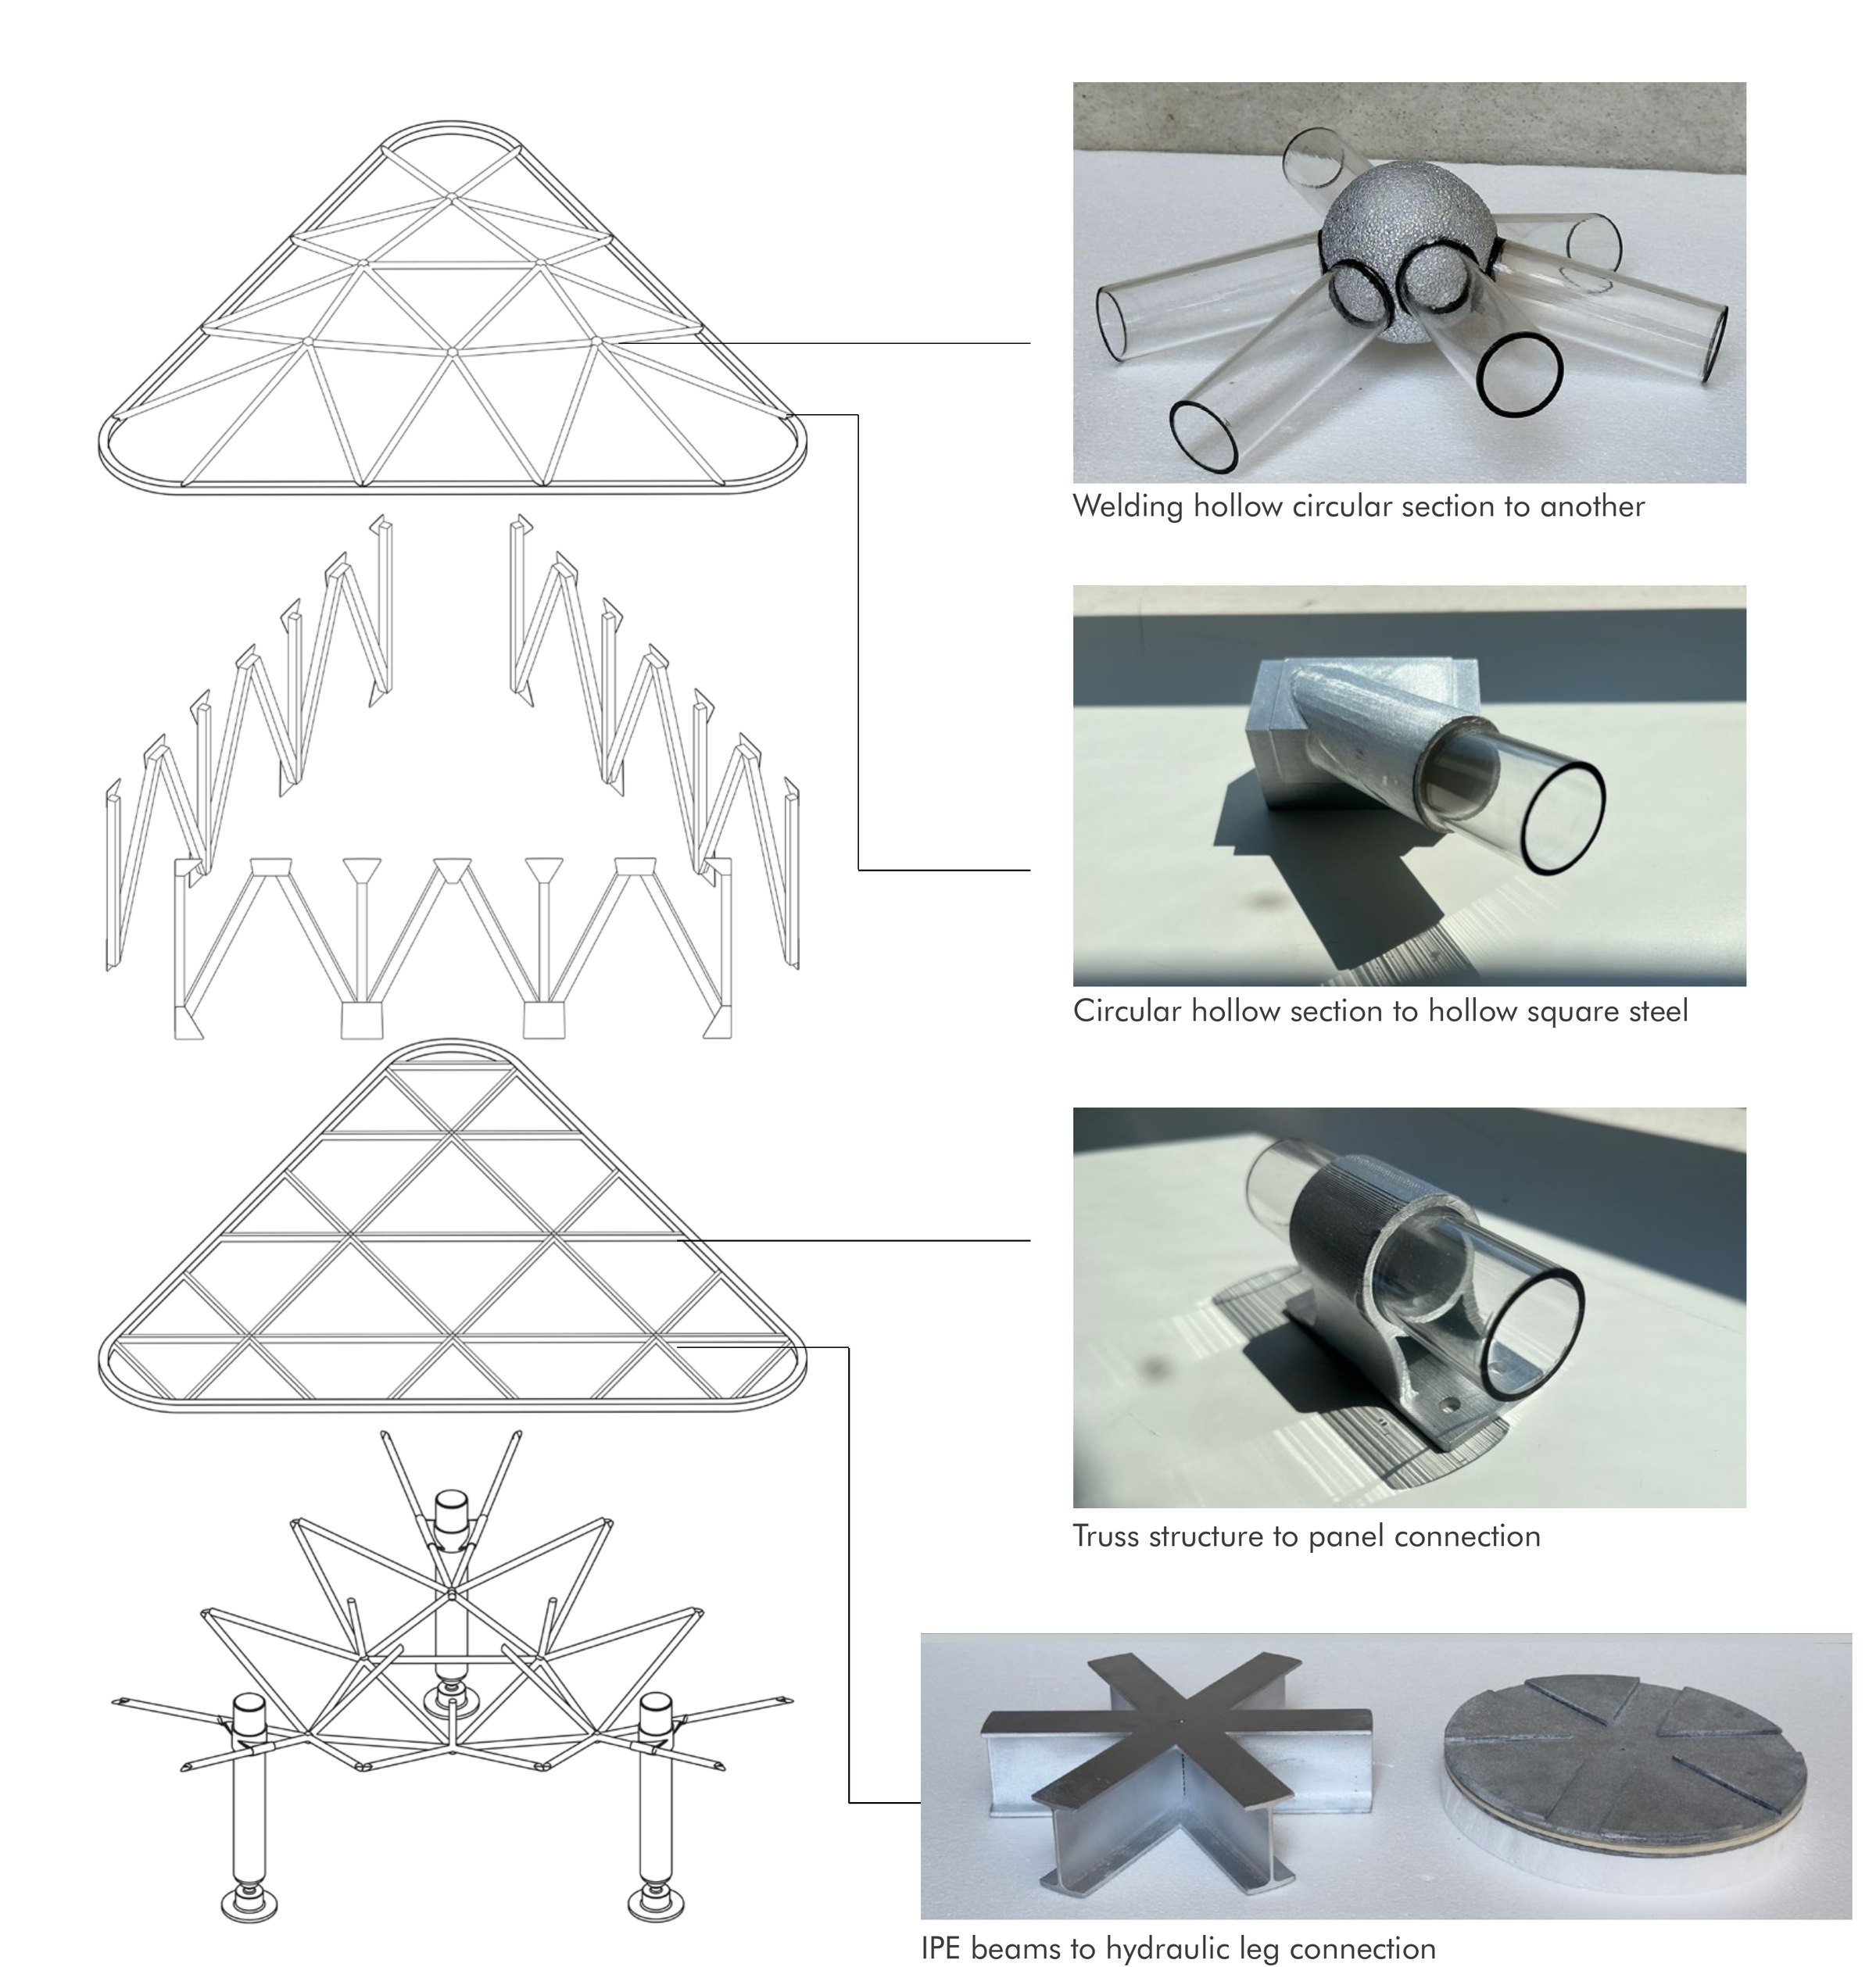 Welding hollow circular section to another
Circular hollow section to hollow square steel
Truss structure to panel connection
IPE beams to hydraulic leg connection